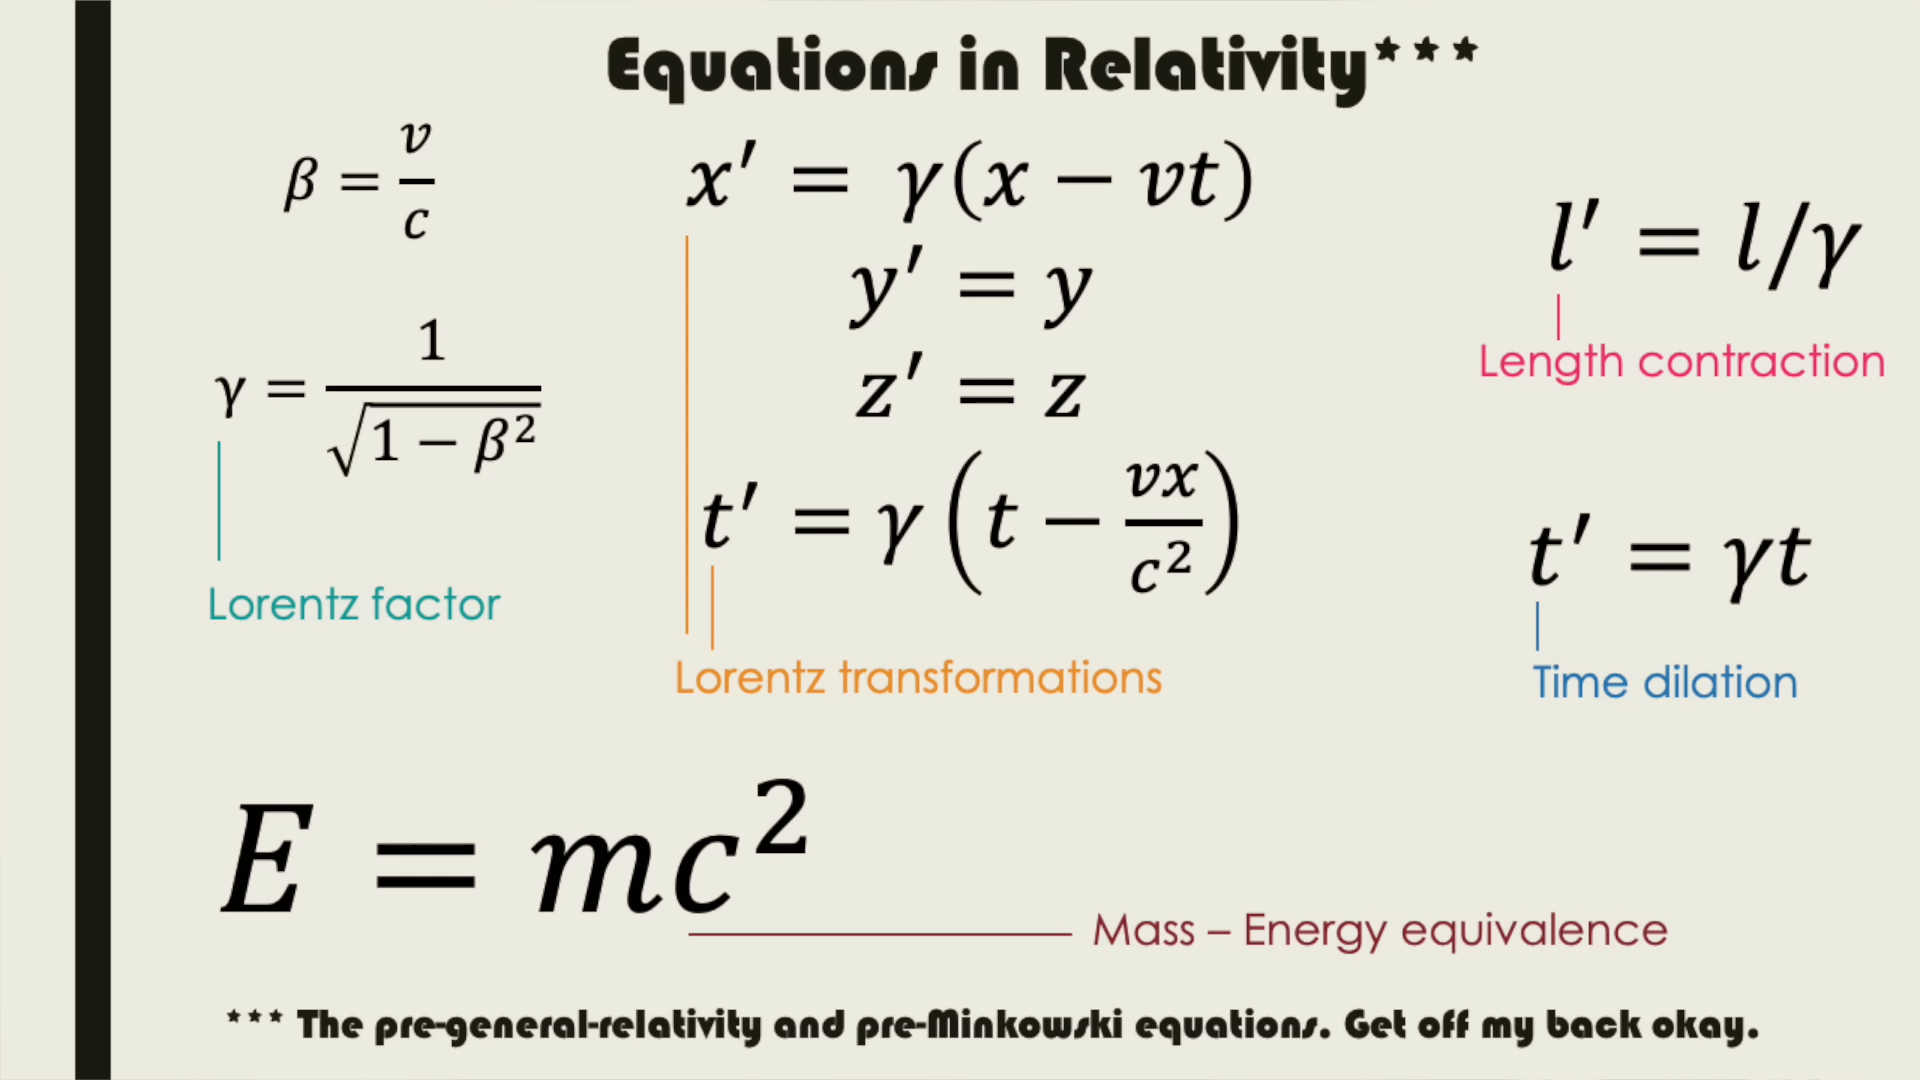 Equations in Relativity***
β = v/c
γ = 1/√(1 − β²)
Lorentz factor
x′ = γ(x − vt)
y′ = y
z′ = z
t′ = γ(t − vx/c²)
Lorentz transformations
l′ = l/γ
Length contraction
t′ = γt
Time dilation
E = mc²
Mass – Energy equivalence
*** The pre-general-relativity and pre-Minkowski equations. Get off my back okay.